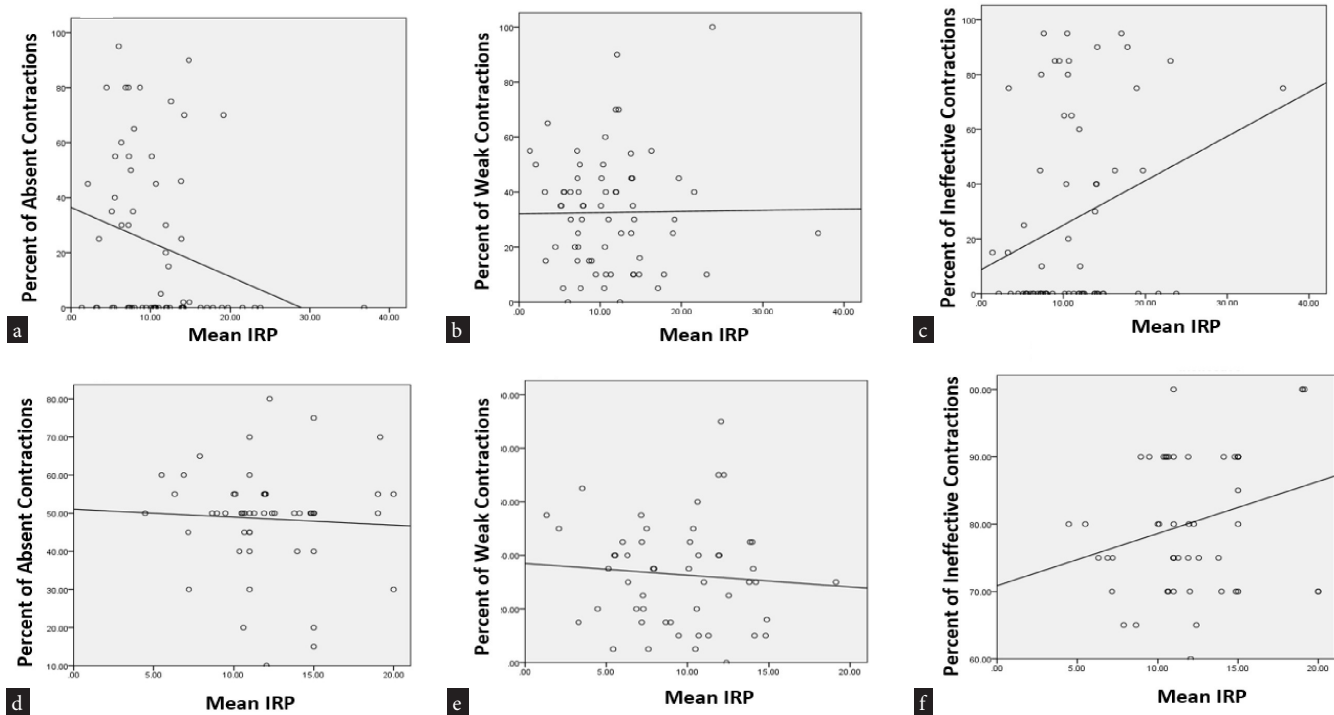 Percent of Absent Contractions
100
80
60
40
20
0
.00 10.00 20.00 30.00 40.00
Mean IRP
a
Percent of Weak Contractions
100
80
60
40
20
0
.00 10.00 20.00 30.00 40.00
Mean IRP
b
Percent of Ineffective Contractions
100
80
60
40
20
0
.00 10.00 20.00 30.00 40.00
Mean IRP
c
Percent of Absent Contractions
80.00
70.00
60.00
50.00
40.00
30.00
20.00
10.00
.00 5.00 10.00 15.00 20.00
Mean IRP
d
Percent of Weak Contractions
20.00
.00
.00 5.00 10.00 15.00 20.00
Mean IRP
e
Percent of Ineffective Contractions
00.00
90.00
80.00
70.00
60.00
.00 5.00 10.00 15.00 20.00
Mean IRP
f